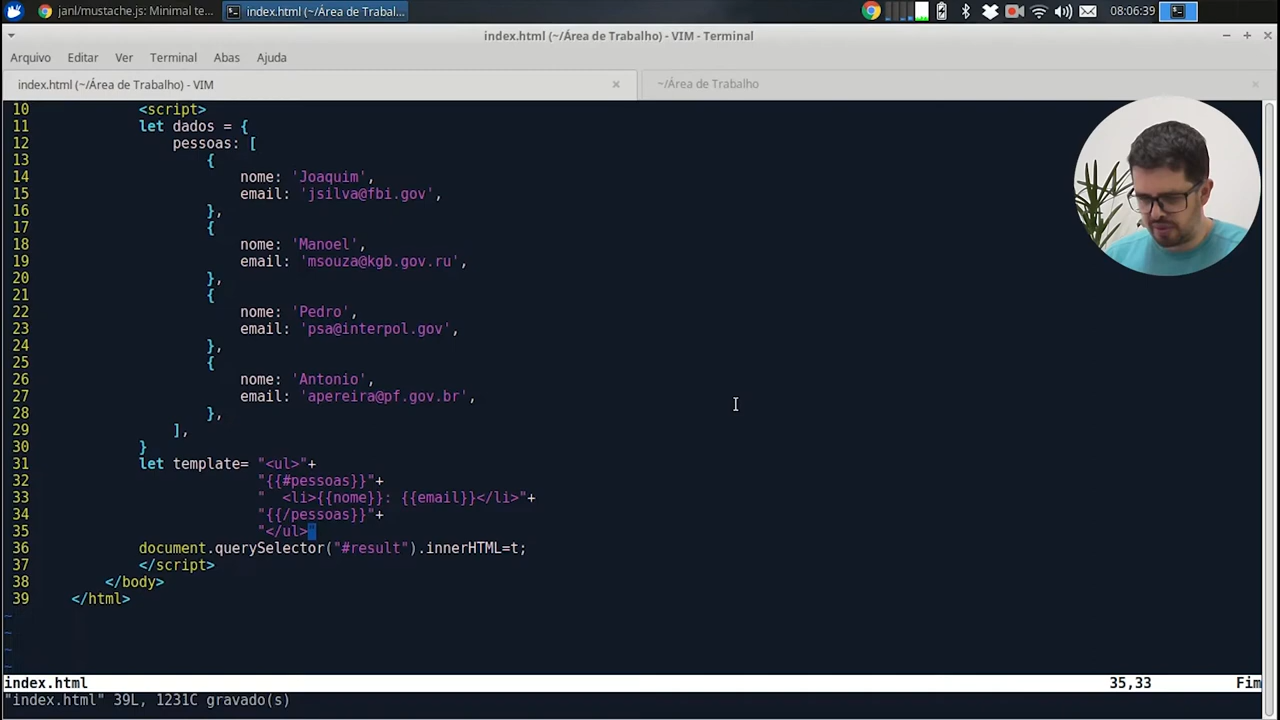 janl/mustache.js: Minimal te...
index.html (~/Área de Trabal...
08:06:39
index.html (~/Área de Trabalho) - VIM - Terminal
Arquivo Editar Ver Terminal Abas Ajuda
index.html (~/Área de Trabalho) - VIM
~/Área de Trabalho
10 <script>
11 let dados = {
12 pessoas: [
13 {
14 nome: 'Joaquim',
15 email: 'jsilva@fbi.gov',
16 },
17 {
18 nome: 'Manoel',
19 email: 'msouza@kgb.gov.ru',
20 },
21 {
22 nome: 'Pedro',
23 email: 'psa@interpol.gov',
24 },
25 {
26 nome: 'Antonio',
27 email: 'apereira@pf.gov.br',
28 },
29 ],
30 }
31 let template= "<ul>"+
32 "{{#pessoas}}"+
33 "  <li>{{nome}}: {{email}}</li>"+
34 "{{/pessoas}}"+
35 "</ul>"
36 document.querySelector("#result").innerHTML=t;
37 </script>
38 </body>
39 </html>
~
~
~
~
index.html 35,33 Fim
"index.html" 39L, 1231C gravado(s)